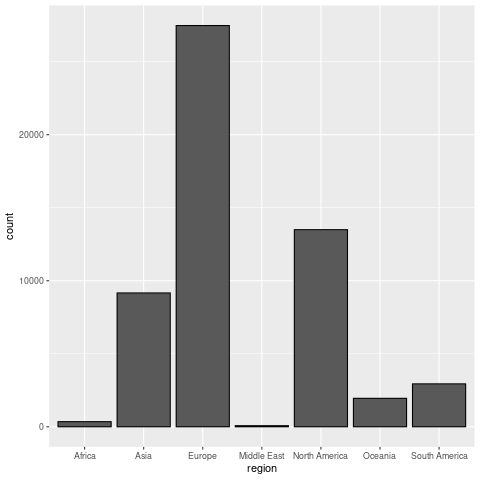 count
20000
10000
0
Africa
Asia
Europe
Middle East
North America
Oceania
South America
region